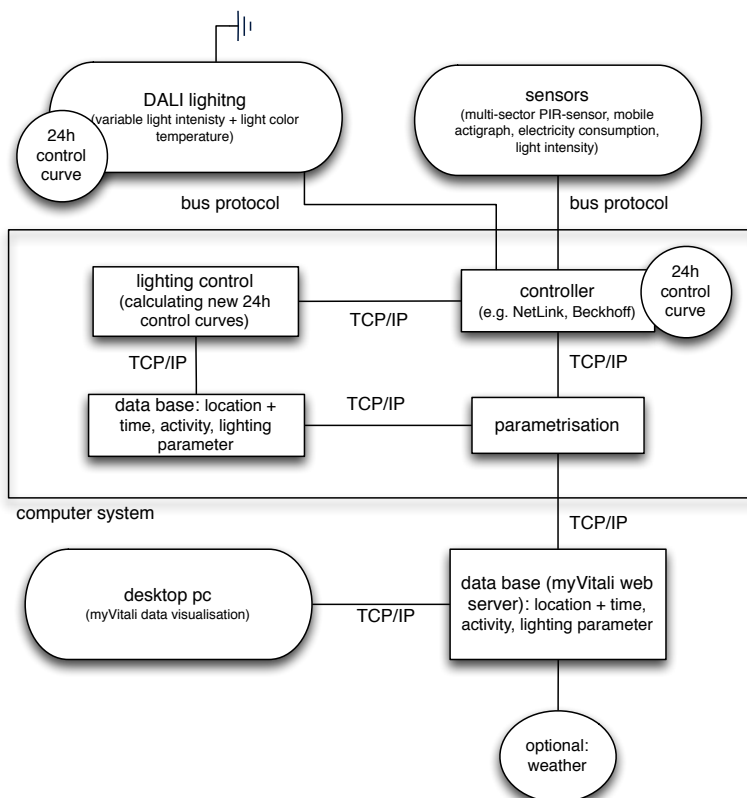 DALI lighitng
(variable light intenisty + light color
temperature)
24h
control
curve
sensors
(multi-sector PIR-sensor, mobile
actigraph, electricity consumption,
light intensity)
bus protocol
bus protocol
lighting control
(calculating new 24h
control curves)
TCP/IP
controller
(e.g. NetLink, Beckhoff)
24h
control
curve
TCP/IP
TCP/IP
data base: location +
time, activity, lighting
parameter
TCP/IP
parametrisation
computer system
TCP/IP
desktop pc
(myVitali data visualisation)
TCP/IP
data base (myVitali web
server): location + time,
activity, lighting parameter
optional:
weather